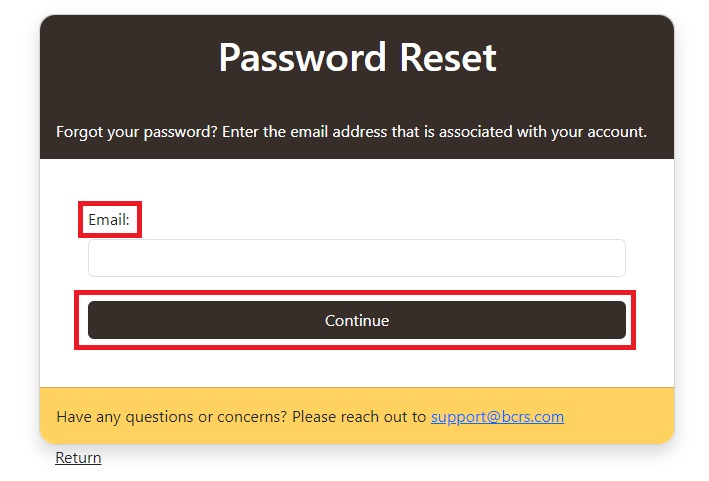 Password Reset
Forgot your password? Enter the email address that is associated with your account.
Email:
Continue
Have any questions or concerns? Please reach out to support@bcrs.com
Return